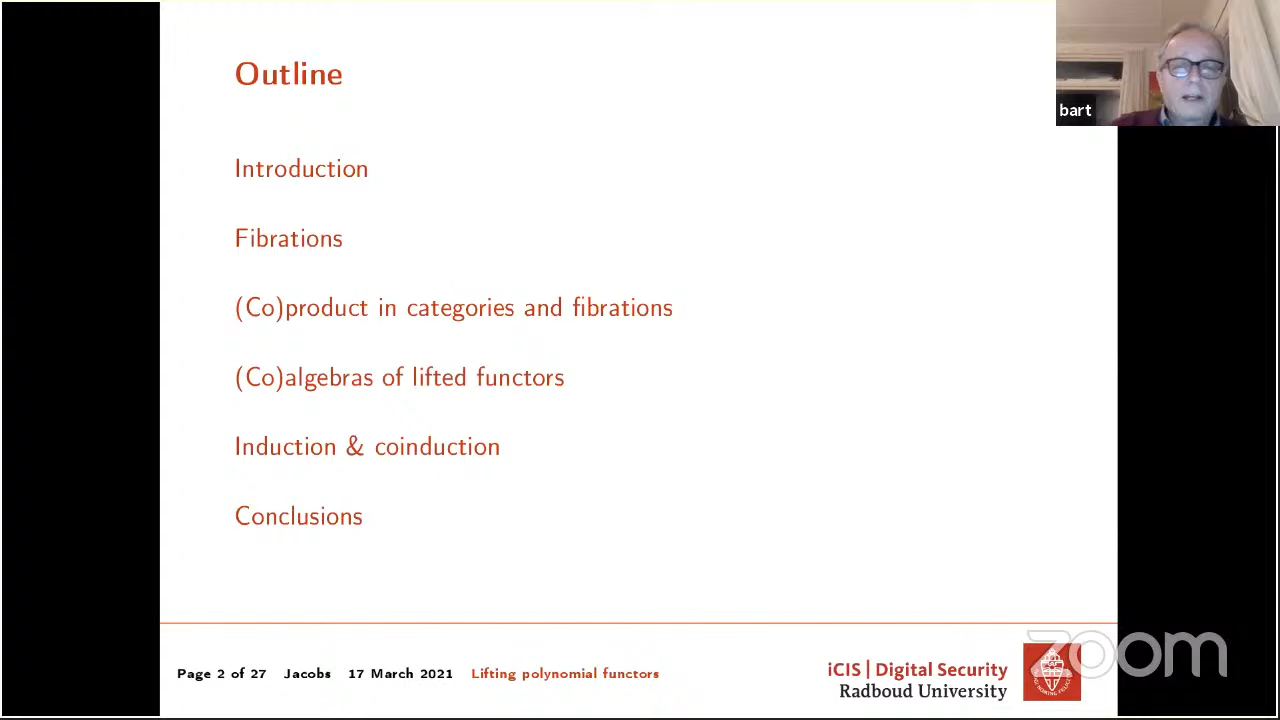 Outline
bart
Introduction
Fibrations
(Co)product in categories and fibrations
(Co)algebras of lifted functors
Induction & coinduction
Conclusions
Page 2 of 27 Jacobs 17 March 2021 Lifting polynomial functors
iCIS | Digital Security
Radboud University
zoom